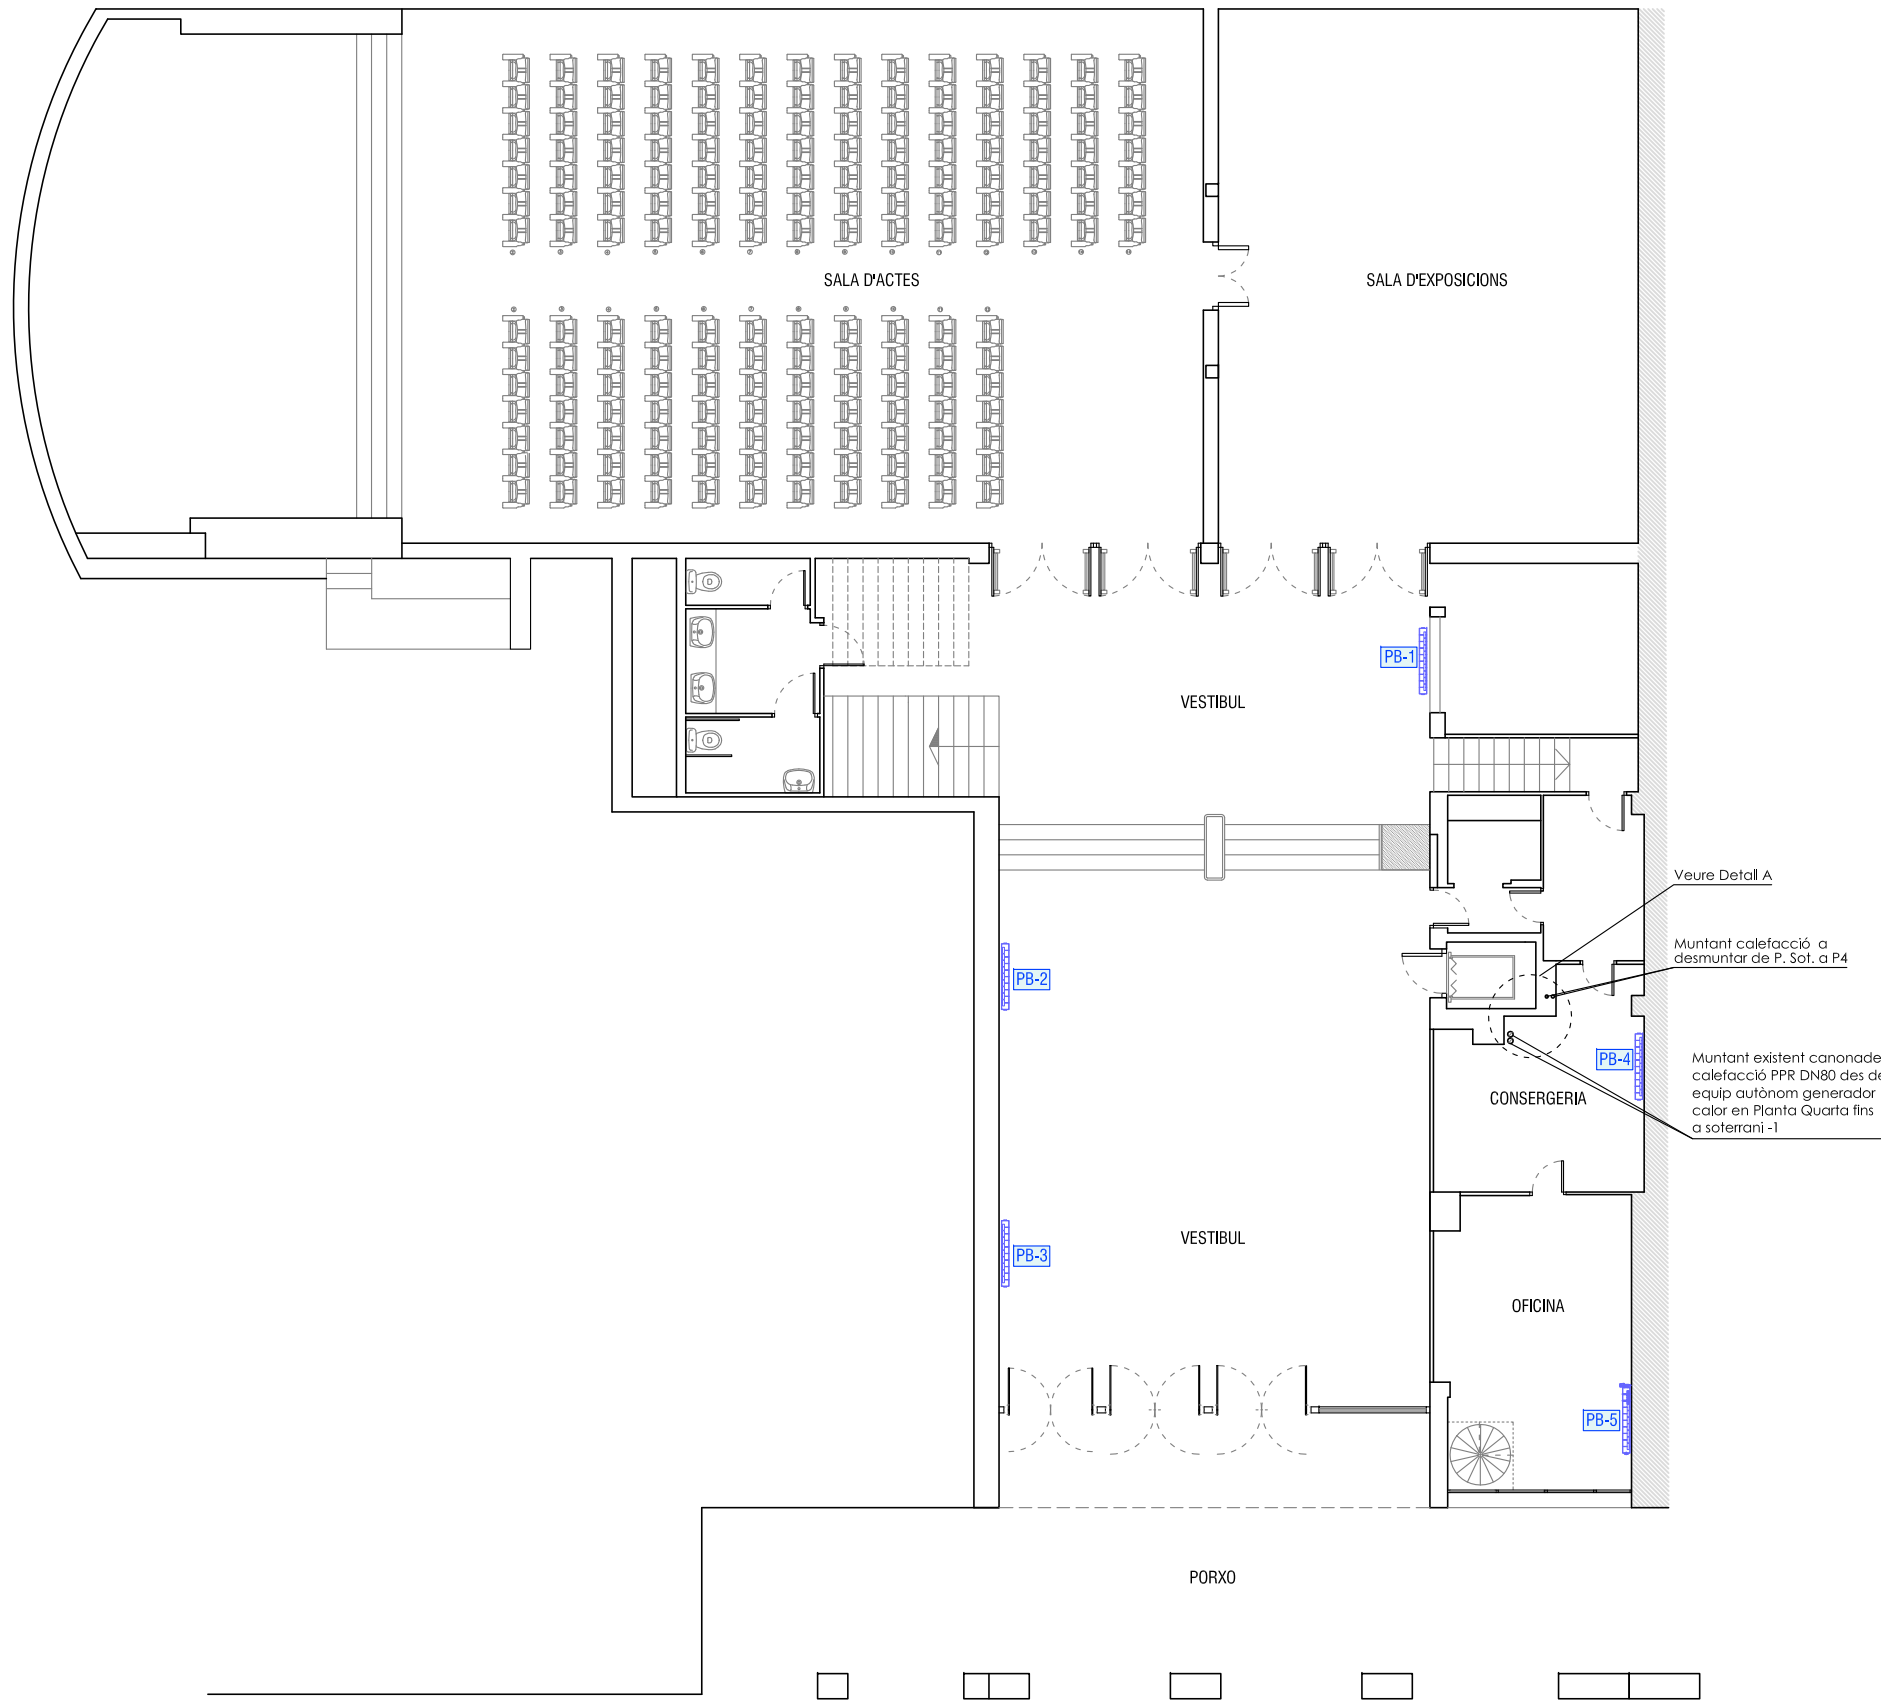 SALA D'ACTES
SALA D'EXPOSICIONS
PB-1
VESTIBUL
Veure Detall A
Muntant calefacció a
desmuntar de P. Sot. a P4
PB-2
PB-4
Muntant existent canonade
calefacció PPR DN80 des de
equip autònom generador
calor en Planta Quarta fins
a soterrani -1
CONSERGERIA
PB-3
VESTIBUL
OFICINA
PB-5
PORXO